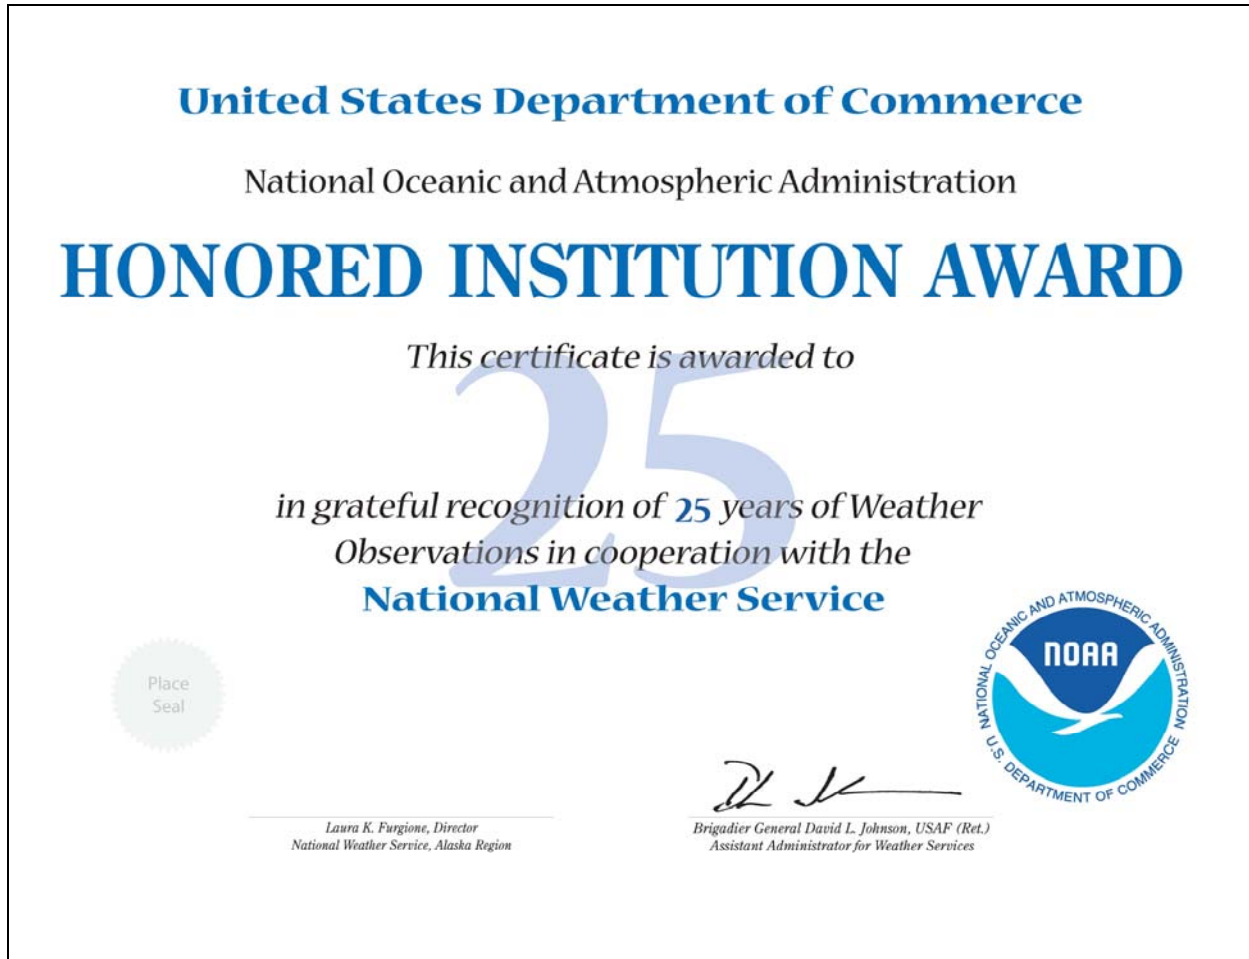 United States Department of Commerce
National Oceanic and Atmospheric Administration
HONORED INSTITUTION AWARD
This certificate is awarded to
25
in grateful recognition of 25 years of Weather
Observations in cooperation with the
National Weather Service
Place
Seal
NATIONAL OCEANIC AND ATMOSPHERIC ADMINISTRATION
NOAA
U.S. DEPARTMENT OF COMMERCE
Laura K. Furgione, Director
National Weather Service, Alaska Region
Brigadier General David L. Johnson, USAF (Ret.)
Assistant Administrator for Weather Services